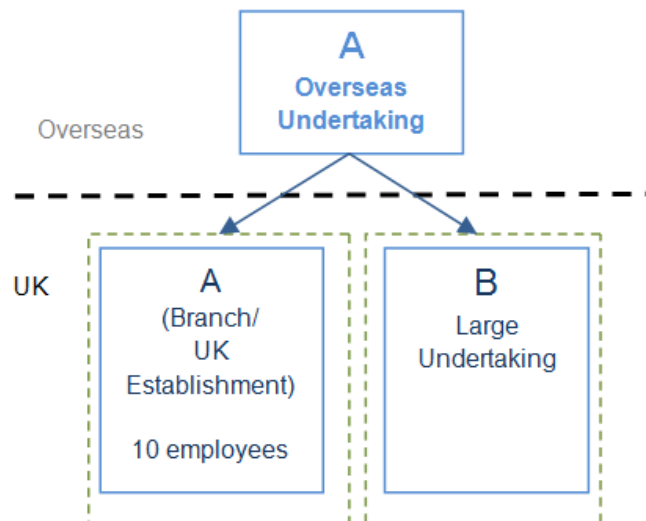 A
Overseas
Undertaking
Overseas
UK
A
(Branch/
UK
Establishment)
10 employees
B
Large
Undertaking